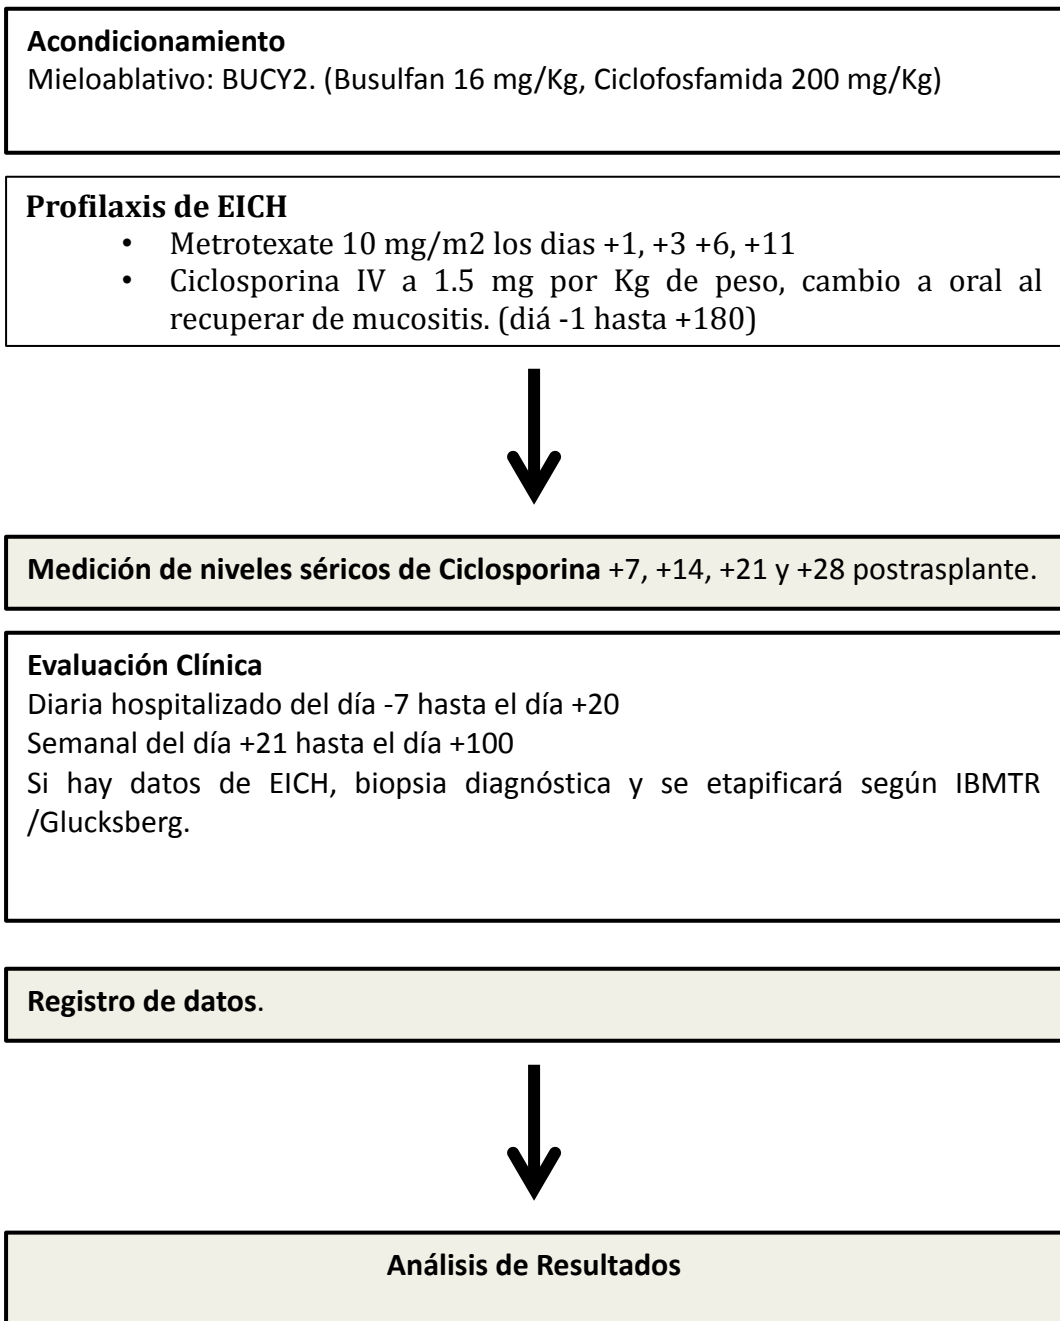 Acondicionamiento
Mieloablativo: BUCY2. (Busulfan 16 mg/Kg, Ciclofosfamida 200 mg/Kg)
Profilaxis de EICH
• Metrotexate 10 mg/m2 los dias +1, +3 +6, +11
• Ciclosporina IV a 1.5 mg por Kg de peso, cambio a oral al
recuperar de mucositis. (diá -1 hasta +180)
Medición de niveles séricos de Ciclosporina +7, +14, +21 y +28 postrasplante.
Evaluación Clínica
Diaria hospitalizado del día -7 hasta el día +20
Semanal del día +21 hasta el día +100
Si hay datos de EICH, biopsia diagnóstica y se etapificará según IBMTR
/Glucksberg.
Registro de datos.
Análisis de Resultados